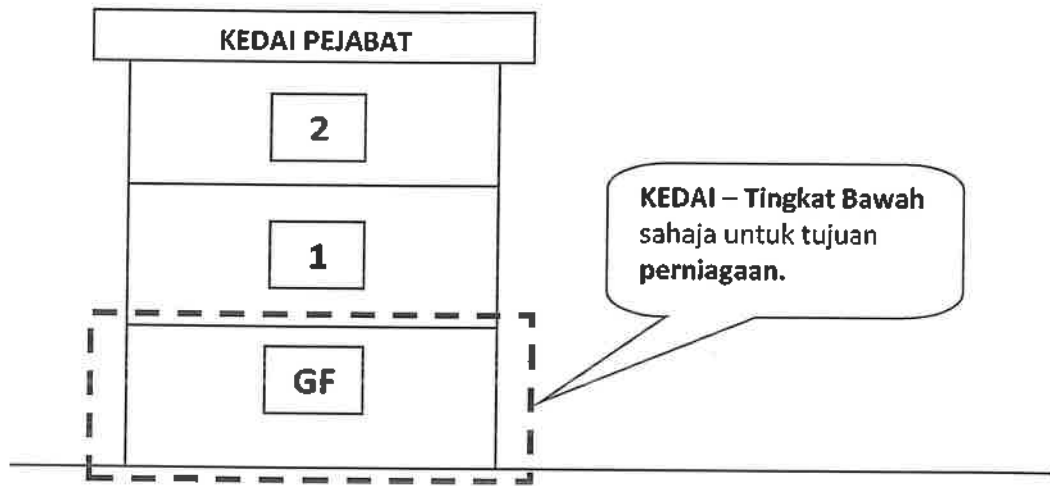 KEDAI PEJABAT
2
1
GF
KEDAI – Tingkat Bawah
sahaja untuk tujuan
perniagaan.